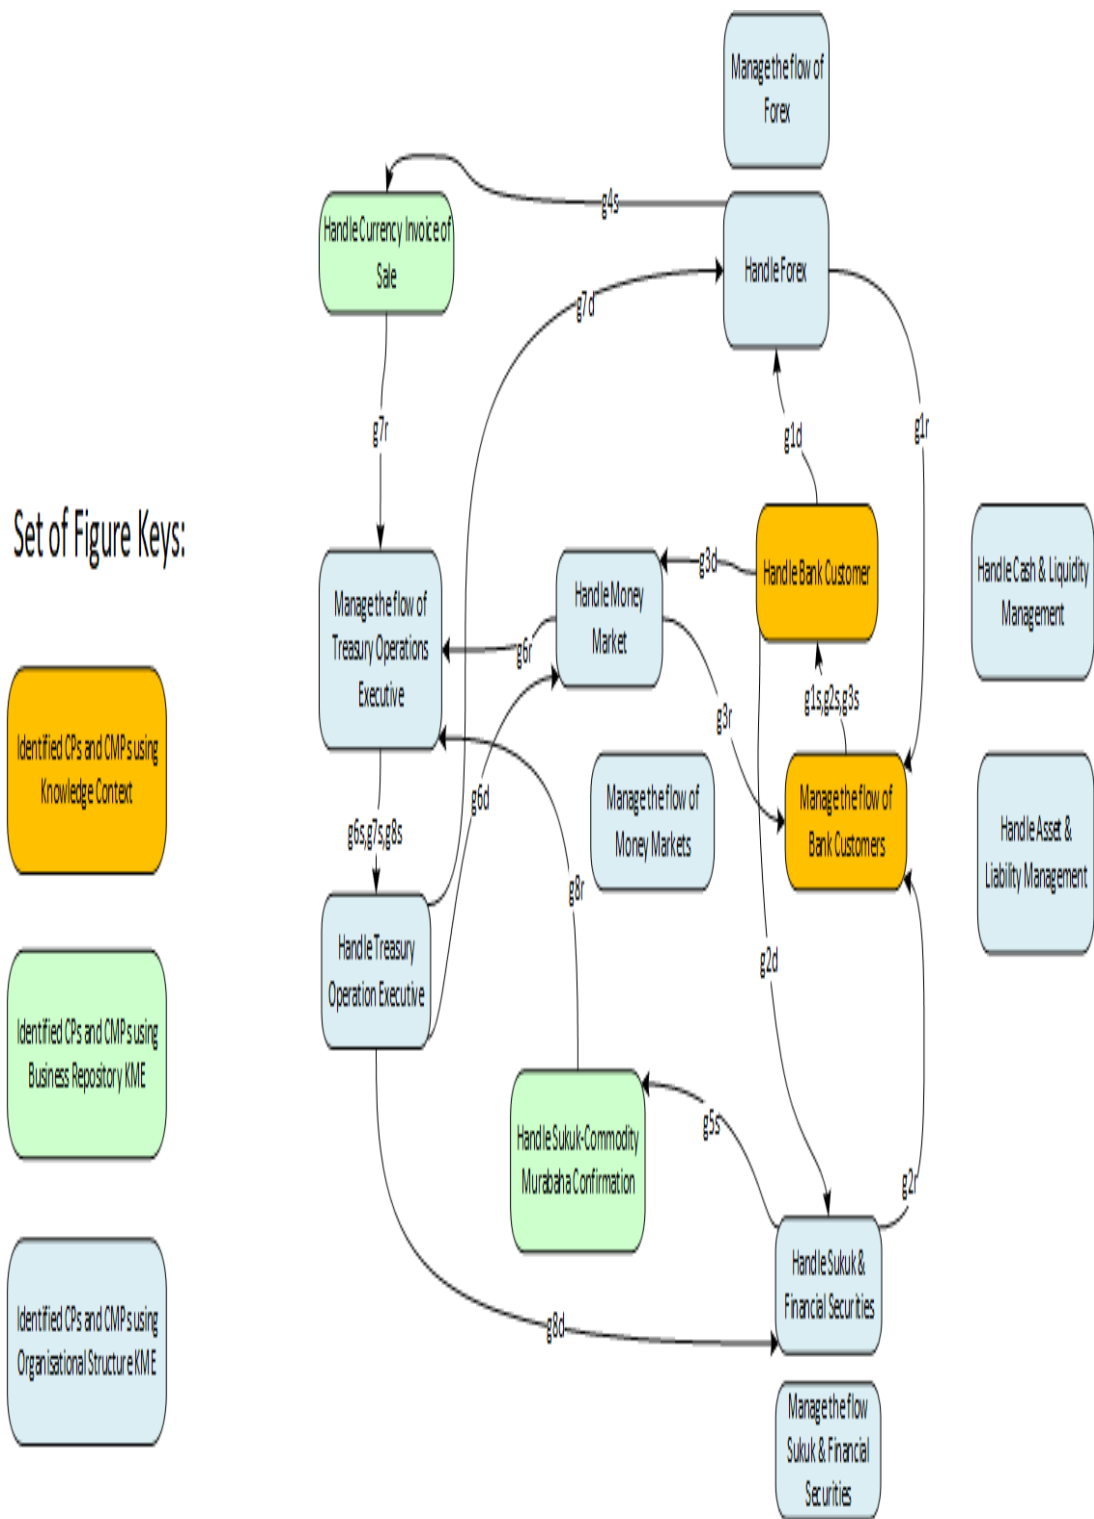 Manage the flow of
Forex
g4s
Handle Currency Invoice of
Sale
Handle Forex
g7d
g7r
g1d
g1r
Set of Figure Keys:
Manage the flow of
Treasury Operations
Executive
Handle Money
Market
g3d
Handle Bank Customer
Handle Cash & Liquidity
Management
g6r
g3r
g1s,g2s,g3s
Identified CPs and CMPs using
Knowledge Context
g6s,g7s,g8s
g6d
Manage the flow of
Money Markets
Manage the flow of
Bank Customers
Handle Asset &
Liability Management
g8r
Handle Treasury
Operation Executive
g2d
Identified CPs and CMPs using
Business Repository KME
Handle Sukuk-Commodity
Murabaha Confirmation
g5s
g2r
Handle Sukuk &
Financial Securities
g8d
Identified CPs and CMPs using
Organisational Structure KME
Manage the flow
Sukuk & Financial
Securities